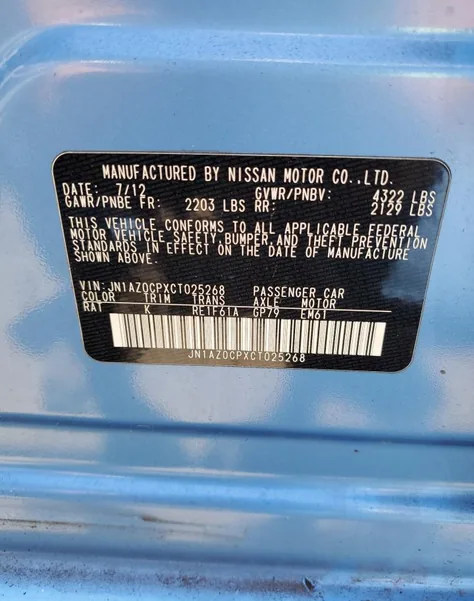 MANUFACTURED BY NISSAN MOTOR CO.,LTD.
DATE: 7/12 GVWR/PNBV: 4322 LBS
GAWR/PNBE FR: 2203 LBS RR: 2129 LBS
THIS VEHICLE CONFORMS TO ALL APPLICABLE FEDERAL
MOTOR VEHICLE SAFETY, BUMPER, AND THEFT PREVENTION
STANDARDS IN EFFECT ON THE DATE OF MANUFACTURE
SHOWN ABOVE.
VIN: JN1AZ0CPXCT025268 PASSENGER CAR
COLOR TRIM TRANS AXLE MOTOR
RAT K RE1F61A GP79 EM61
JN1AZ0CPXCT025268